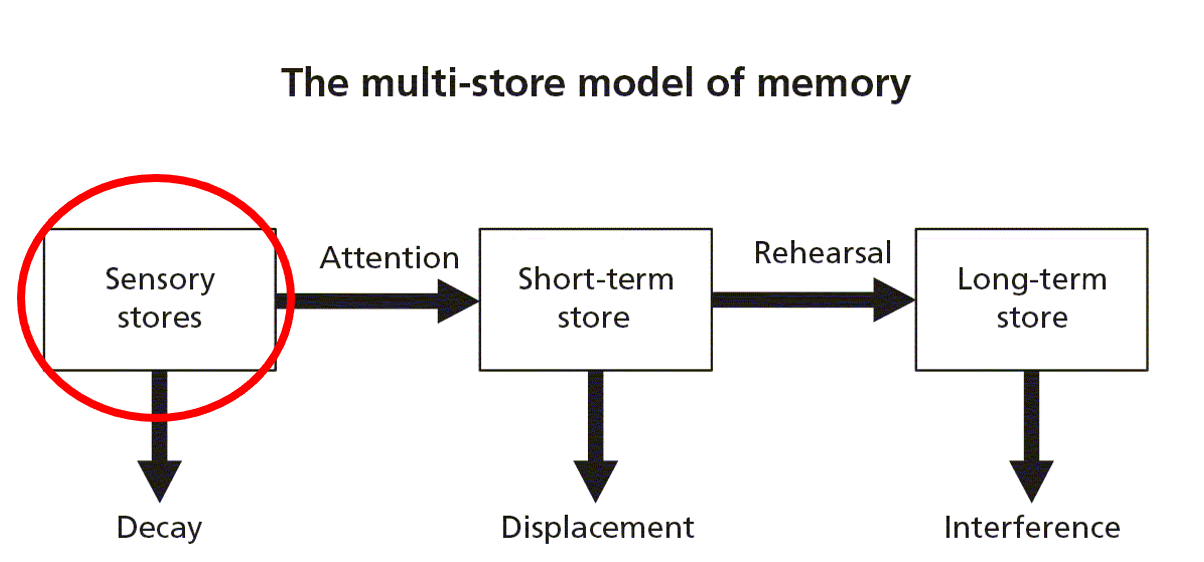 The multi-store model of memory
Sensory
stores
Attention
Short-term
store
Rehearsal
Long-term
store
Decay
Displacement
Interference